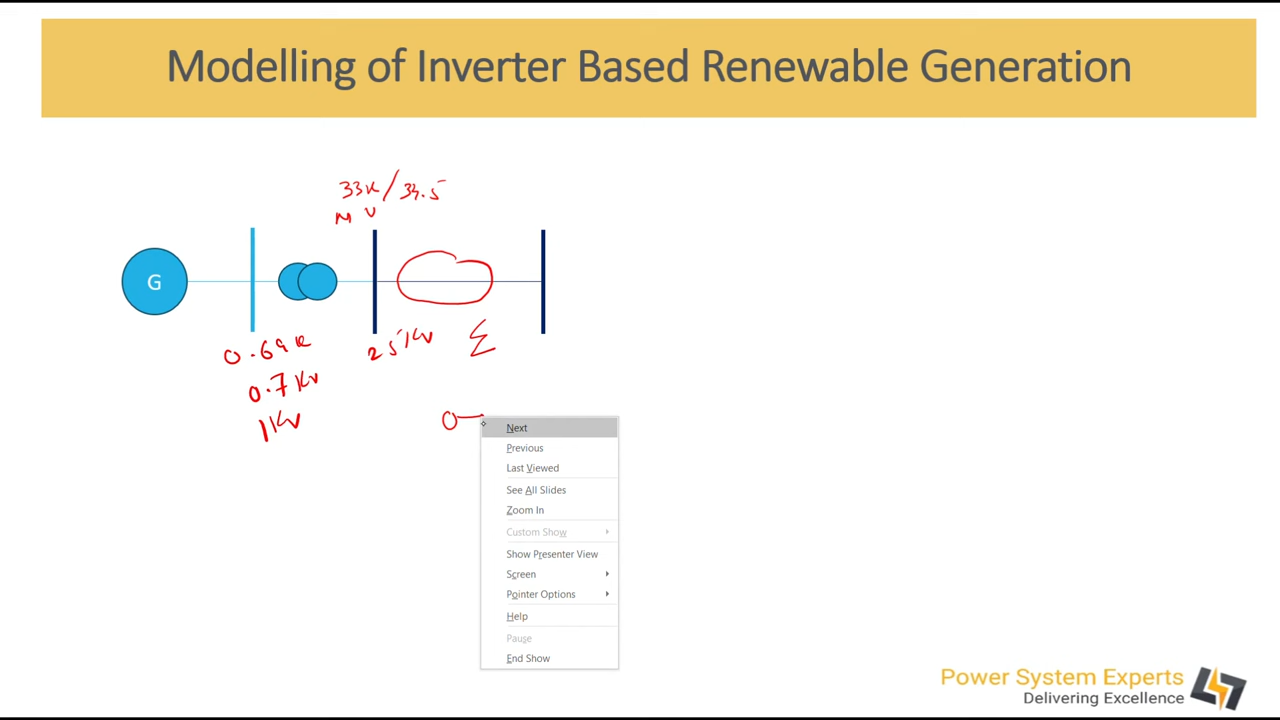 Modelling of Inverter Based Renewable Generation
33K/33.5
MV
G
0.69K
25KV
Σ
0.7KV
1KV
Next
Previous
Last Viewed
See All Slides
Zoom In
Custom Show
Show Presenter View
Screen
Pointer Options
Help
Pause
End Show
Power System Experts
Delivering Excellence